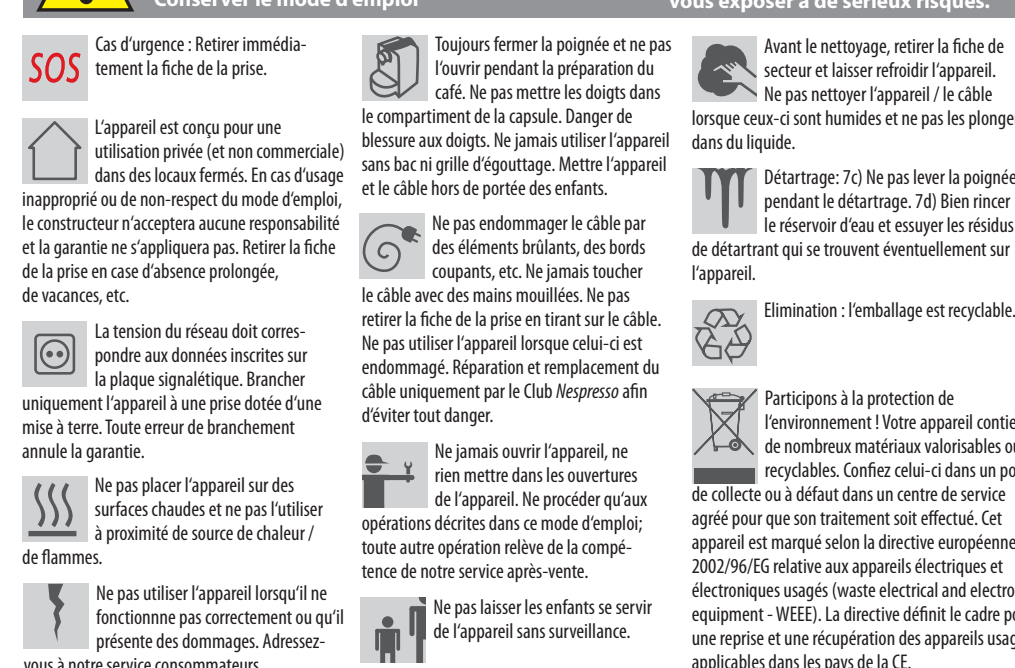 Conserver le mode d'emploi
vous exposer à de sérieux risques.
SOS
Cas d'urgence : Retirer immédia-
tement la fiche de la prise.
L'appareil est conçu pour une
utilisation privée (et non commerciale)
dans des locaux fermés. En cas d'usage
inapproprié ou de non-respect du mode d'emploi,
le constructeur n'acceptera aucune responsabilité
et la garantie ne s'appliquera pas. Retirer la fiche
de la prise en case d'absence prolongée,
de vacances, etc.
La tension du réseau doit corres-
pondre aux données inscrites sur
la plaque signalétique. Brancher
uniquement l'appareil à une prise dotée d'une
mise à terre. Toute erreur de branchement
annule la garantie.
Ne pas placer l'appareil sur des
surfaces chaudes et ne pas l'utiliser
à proximité de source de chaleur /
de flammes.
Ne pas utiliser l'appareil lorsqu'il ne
fonctionnne pas correctement ou qu'il
présente des dommages. Adressez-
vous à notre service consommateurs
Toujours fermer la poignée et ne pas
l'ouvrir pendant la préparation du
café. Ne pas mettre les doigts dans
le compartiment de la capsule. Danger de
blessure aux doigts. Ne jamais utiliser l'appareil
sans bac ni grille d'égouttage. Mettre l'appareil
et le câble hors de portée des enfants.
Ne pas endommager le câble par
des éléments brûlants, des bords
coupants, etc. Ne jamais toucher
le câble avec des mains mouillées. Ne pas
retirer la fiche de la prise en tirant sur le câble.
Ne pas utiliser l'appareil lorsque celui-ci est
endommagé. Réparation et remplacement du
câble uniquement par le Club Nespresso afin
d'éviter tout danger.
Ne jamais ouvrir l'appareil, ne
rien mettre dans les ouvertures
de l'appareil. Ne procéder qu'aux
opérations décrites dans ce mode d'emploi;
toute autre opération relève de la compé-
tence de notre service après-vente.
Ne pas laisser les enfants se servir
de l'appareil sans surveillance.
Avant le nettoyage, retirer la fiche de
secteur et laisser refroidir l'appareil.
Ne pas nettoyer l'appareil / le câble
lorsque ceux-ci sont humides et ne pas les plonger
dans du liquide.
Détartrage: 7c) Ne pas lever la poignée
pendant le détartrage. 7d) Bien rincer
le réservoir d'eau et essuyer les résidus
de détartrant qui se trouvent éventuellement sur
l'appareil.
Elimination : l'emballage est recyclable.
Participons à la protection de
l'environnement ! Votre appareil contie
de nombreux matériaux valorisables ou
recyclables. Confiez celui-ci dans un po
de collecte ou à défaut dans un centre de service
agréé pour que son traitement soit effectué. Cet
appareil est marqué selon la directive européenne
2002/96/EG relative aux appareils électriques et
électroniques usagés (waste electrical and electro
equipment - WEEE). La directive définit le cadre po
une reprise et une récupération des appareils usag
applicables dans les pays de la CE.